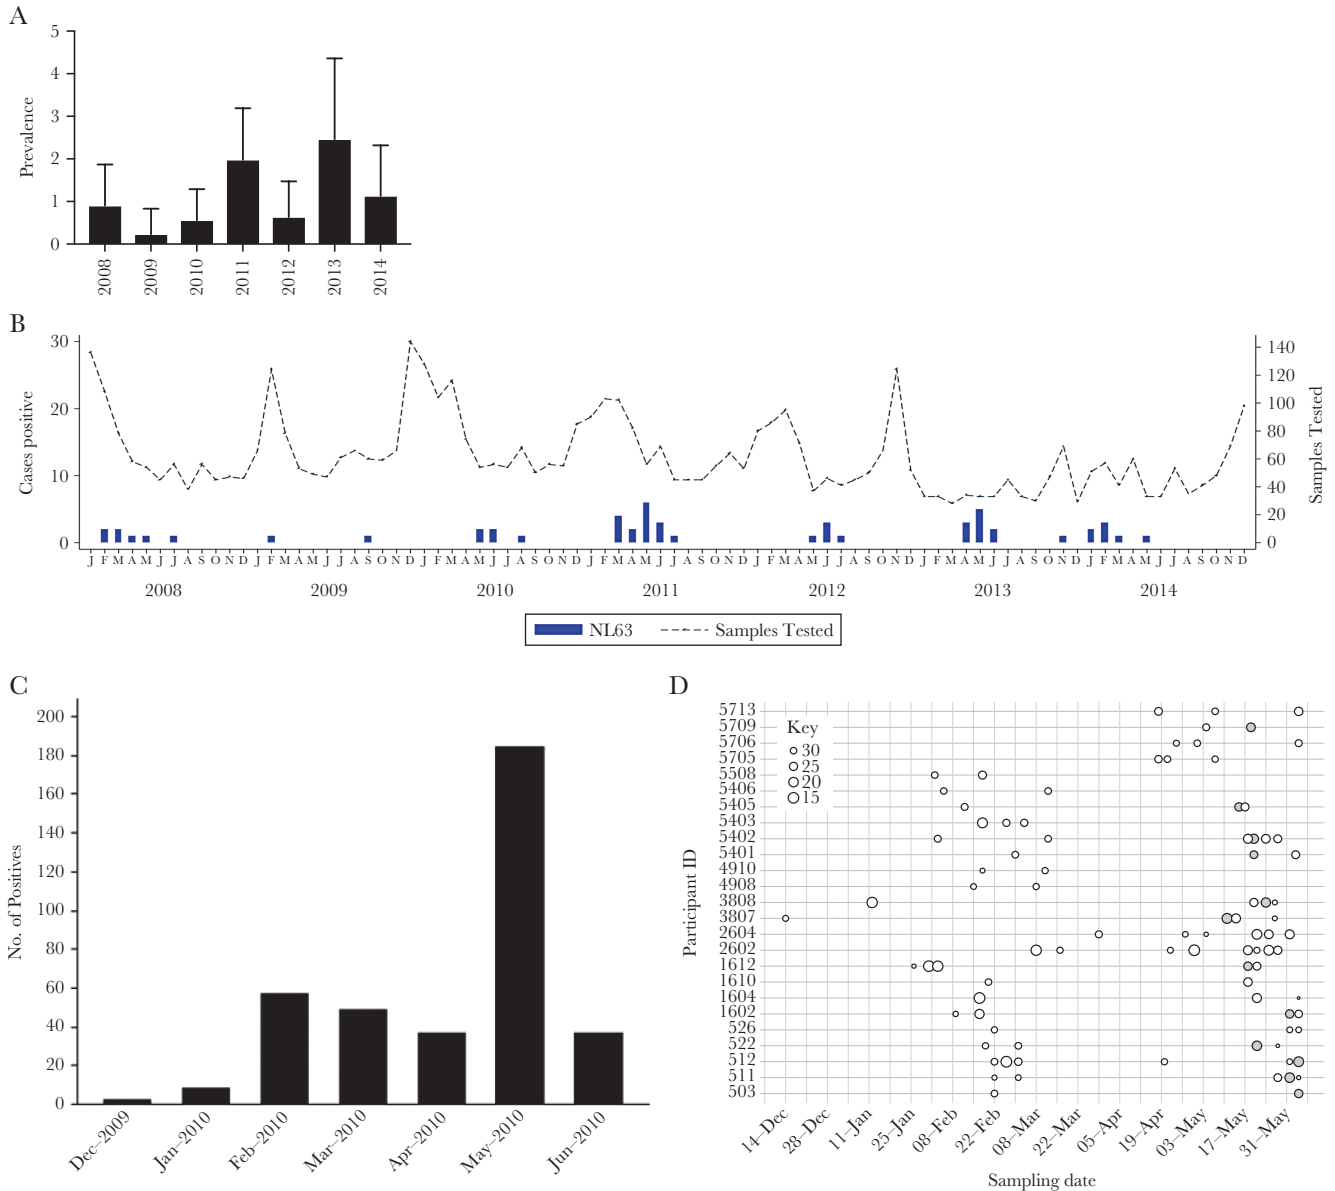 A
5
4
3
2
1
0
Prevalence
2008
2009
2010
2011
2012
2013
2014
B
30
20
10
0
Cases positive
140
120
100
80
60
40
20
0
Samples Tested
J F M A M J J A S O N D J F M A M J J A S O N D J F M A M J J A S O N D J F M A M J J A S O N D J F M A M J J A S O N D J F M A M J J A S O N D J F M A M J J A S O N D
2008 2009 2010 2011 2012 2013 2014
NL63 Samples Tested
C
200
180
160
140
120
100
80
60
40
20
0
No. of Positives
Dec–2009
Jan–2010
Feb–2010
Mar–2010
Apr–2010
May–2010
Jun–2010
D
Participant ID
5713
5709
5706
5705
5508
5406
5405
5403
5402
5401
4910
4908
3808
3807
2604
2602
1612
1610
1604
1602
526
522
512
511
503
Key
30
25
20
15
14–Dec
28–Dec
11–Jan
25–Jan
08–Feb
22–Feb
08–Mar
22–Mar
05–Apr
19–Apr
03–May
17–May
31–May
Sampling date